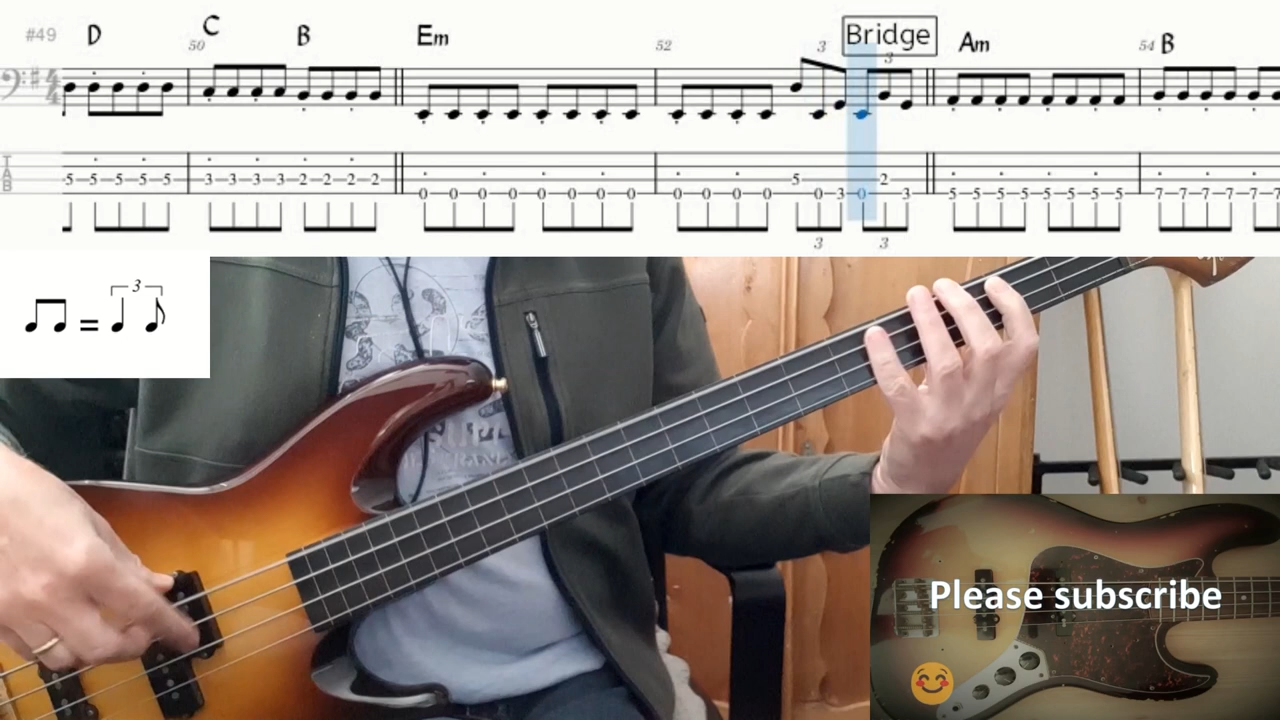 #49 D 50 C B Em 52 3 Bridge 3 Am 54 B
4
4
T
A
B
5 5 5 5 5 3 3 3 3 2 2 2 2 0 0 0 0 0 0 0 0 0 0 0 0 5 0 3 0 2 3 5 5 5 5 5 5 5 5 7 7 7 7 7 7
3 3
3
=
Please subscribe